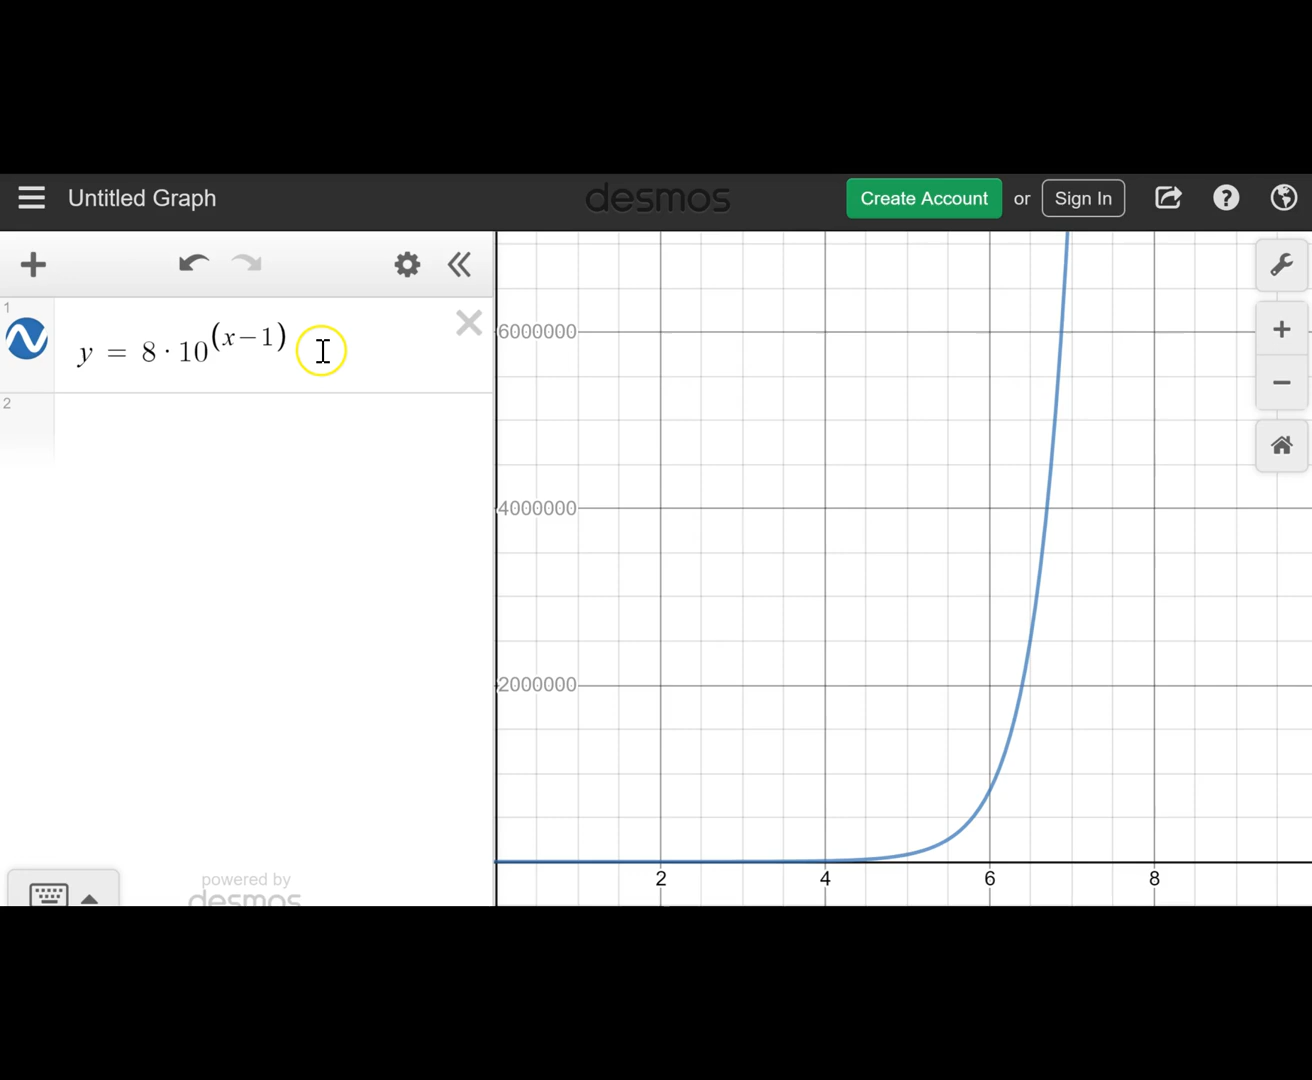 Untitled Graph
desmos
Create Account or Sign In
1
y = 8 · 10^(x−1)
2
6000000
4000000
2000000
2 4 6 8
powered by
desmos